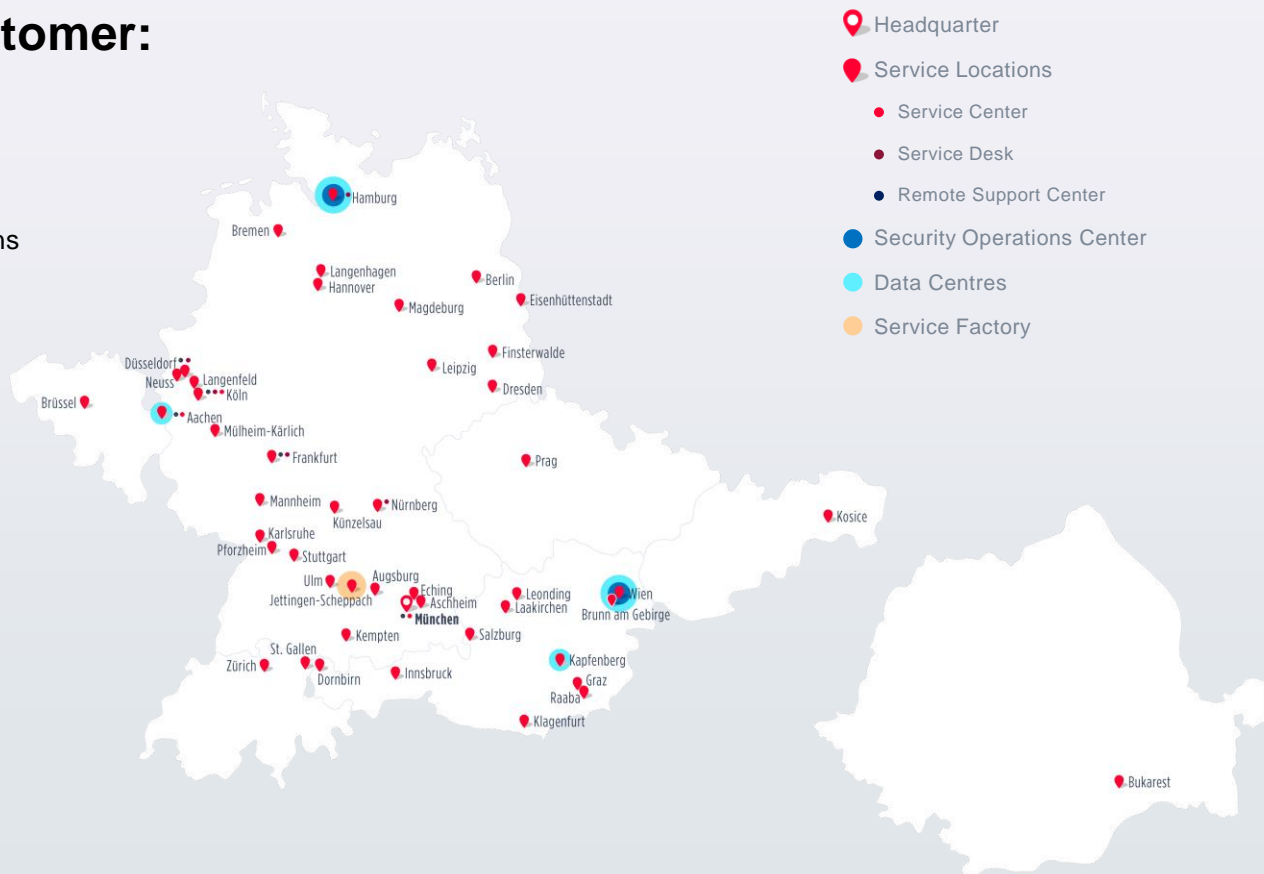 tomer:
ns
Headquarter
Service Locations
Service Center
Service Desk
Remote Support Center
Security Operations Center
Data Centres
Service Factory
Hamburg
Bremen
Langenhagen
Hannover
Berlin
Magdeburg
Eisenhüttenstadt
Finsterwalde
Leipzig
Dresden
Düsseldorf
Neuss
Langenfeld
Köln
Brüssel
Aachen
Mülheim-Kärlich
Frankfurt
Prag
Mannheim
Nürnberg
Künzelsau
Kosice
Karlsruhe
Pforzheim
Stuttgart
Ulm
Augsburg
Jettingen-Scheppach
Eching
Aschheim
München
Leonding
Laakirchen
Wien
Brunn am Gebirge
Kempten
Salzburg
St. Gallen
Zürich
Dornbirn
Innsbruck
Kapfenberg
Graz
Raaba
Klagenfurt
Bukarest